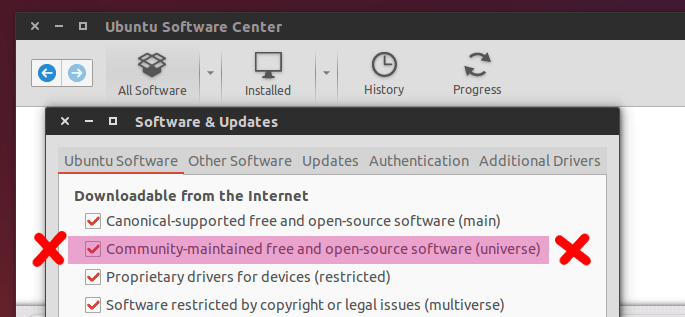 Ubuntu Software Center
All Software Installed History Progress
Software & Updates
Ubuntu Software Other Software Updates Authentication Additional Drivers
Downloadable from the Internet
Canonical-supported free and open-source software (main)
Community-maintained free and open-source software (universe)
Proprietary drivers for devices (restricted)
Software restricted by copyright or legal issues (multiverse)